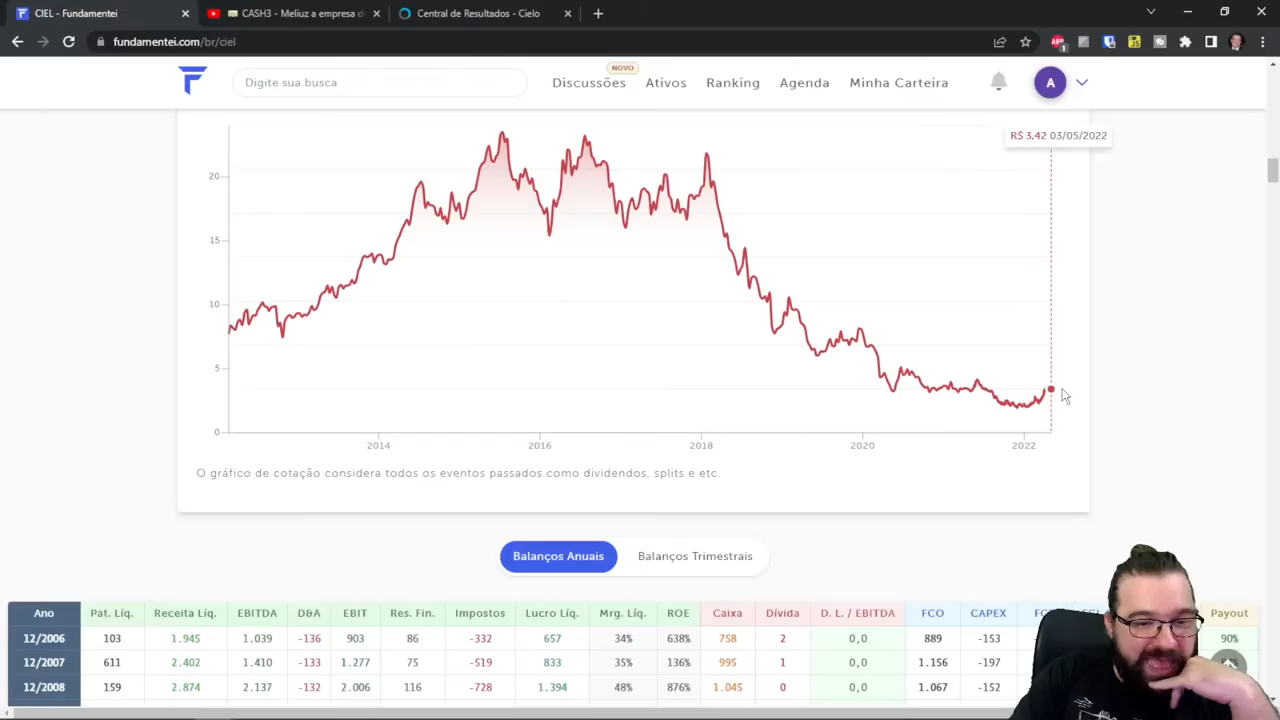 CIEL - Fundamentei
CASH3 - Meliuz a empresa d
Central de Resultados - Cielo
fundamentei.com/br/ciel
Digite sua busca
NOVO
Discussões
Ativos
Ranking
Agenda
Minha Carteira
A
R$ 3,42 03/05/2022
20
15
10
5
0
2014
2016
2018
2020
2022
O gráfico de cotação considera todos os eventos passados como dividendos, splits e etc.
Balanços Anuais
Balanços Trimestrais
Ano Pat. Líq. Receita Líq. EBITDA D&A EBIT Res. Fin. Impostos Lucro Líq. Mrg. Líq. ROE Caixa Dívida D. L. / EBITDA FCO CAPEX Payout
12/2006 103 1.945 1.039 -136 903 86 -332 657 34% 638% 758 2 0,0 889 -153 90%
12/2007 611 2.402 1.410 -133 1.277 75 -519 833 35% 136% 995 1 0,0 1.156 -197
12/2008 159 2.874 2.137 -132 2.006 116 -728 1.394 48% 876% 1.045 0 0,0 1.067 -152